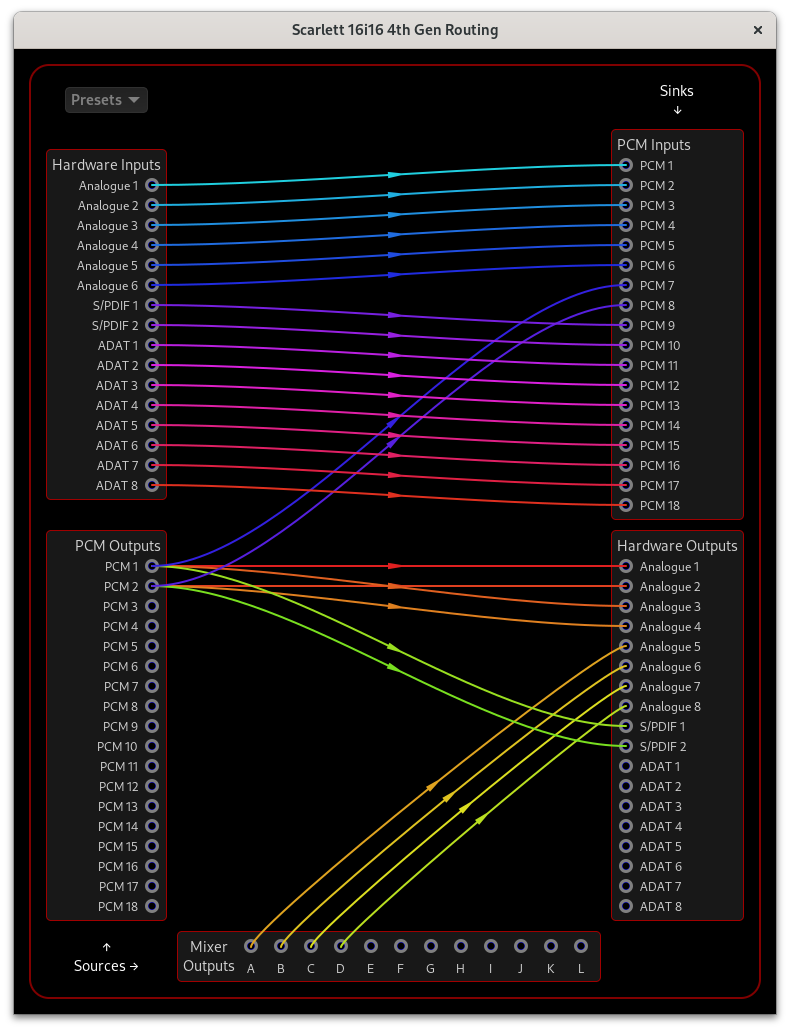 Scarlett 16i16 4th Gen Routing
×
Presets
Sinks
↓
Hardware Inputs
Analogue 1
Analogue 2
Analogue 3
Analogue 4
Analogue 5
Analogue 6
S/PDIF 1
S/PDIF 2
ADAT 1
ADAT 2
ADAT 3
ADAT 4
ADAT 5
ADAT 6
ADAT 7
ADAT 8
PCM Inputs
PCM 1
PCM 2
PCM 3
PCM 4
PCM 5
PCM 6
PCM 7
PCM 8
PCM 9
PCM 10
PCM 11
PCM 12
PCM 13
PCM 14
PCM 15
PCM 16
PCM 17
PCM 18
PCM Outputs
PCM 1
PCM 2
PCM 3
PCM 4
PCM 5
PCM 6
PCM 7
PCM 8
PCM 9
PCM 10
PCM 11
PCM 12
PCM 13
PCM 14
PCM 15
PCM 16
PCM 17
PCM 18
Hardware Outputs
Analogue 1
Analogue 2
Analogue 3
Analogue 4
Analogue 5
Analogue 6
Analogue 7
Analogue 8
S/PDIF 1
S/PDIF 2
ADAT 1
ADAT 2
ADAT 3
ADAT 4
ADAT 5
ADAT 6
ADAT 7
ADAT 8
↑
Sources →
Mixer
Outputs
A B C D E F G H I J K L